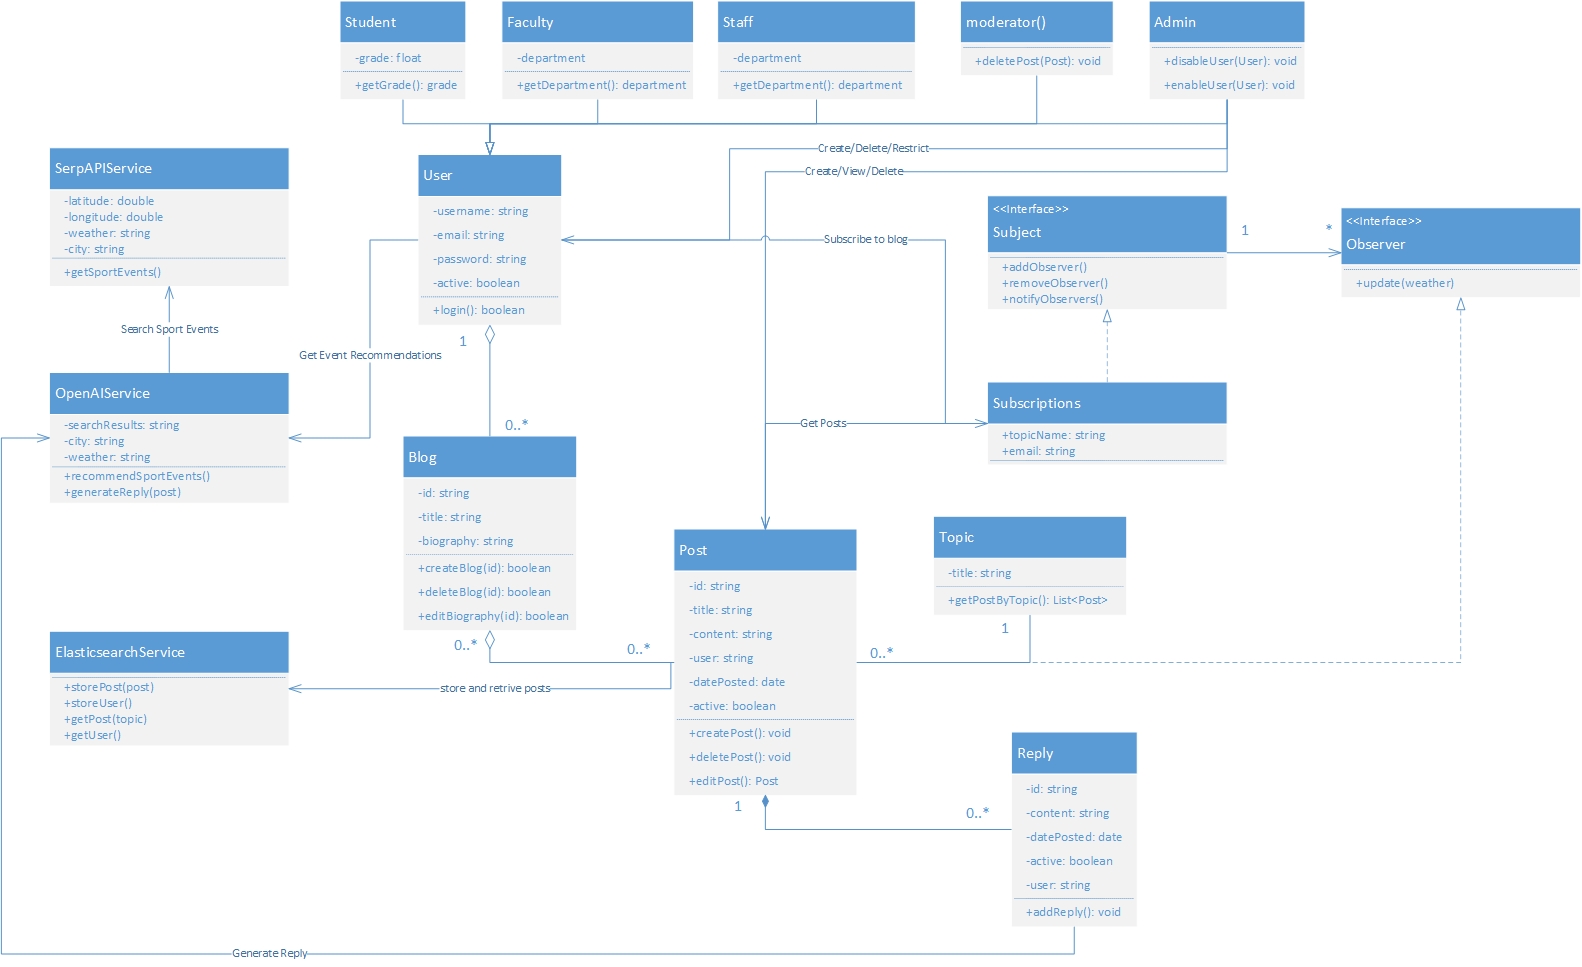 Student
-grade: float
+getGrade(): grade
Faculty
-department
+getDepartment(): department
Staff
-department
+getDepartment(): department
moderator()
+deletePost(Post): void
Admin
+disableUser(User): void
+enableUser(User): void
Create/Delete/Restrict
Create/View/Delete
SerpAPIService
-latitude: double
-longitude: double
-weather: string
-city: string
+getSportEvents()
User
-username: string
-email: string
-password: string
-active: boolean
+login(): boolean
Subscribe to blog
<<Interface>>
Subject
+addObserver()
+removeObserver()
+notifyObservers()
1
*
<<Interface>>
Observer
+update(weather)
Search Sport Events
1
Get Event Recommendations
OpenAIService
-searchResults: string
-city: string
-weather: string
+recommendSportEvents()
+generateReply(post)
0..*
Get Posts
Subscriptions
+topicName: string
+email: string
Blog
-id: string
-title: string
-biography: string
+createBlog(id): boolean
+deleteBlog(id): boolean
+editBiography(id): boolean
0..*
0..*
Post
-id: string
-title: string
-content: string
-user: string
-datePosted: date
-active: boolean
+createPost(): void
+deletePost(): void
+editPost(): Post
Topic
-title: string
+getPostByTopic(): List<Post>
1
0..*
ElasticsearchService
+storePost(post)
+storeUser()
+getPost(topic)
+getUser()
store and retrive posts
1
0..*
Reply
-id: string
-content: string
-datePosted: date
-active: boolean
-user: string
+addReply(): void
Generate Reply